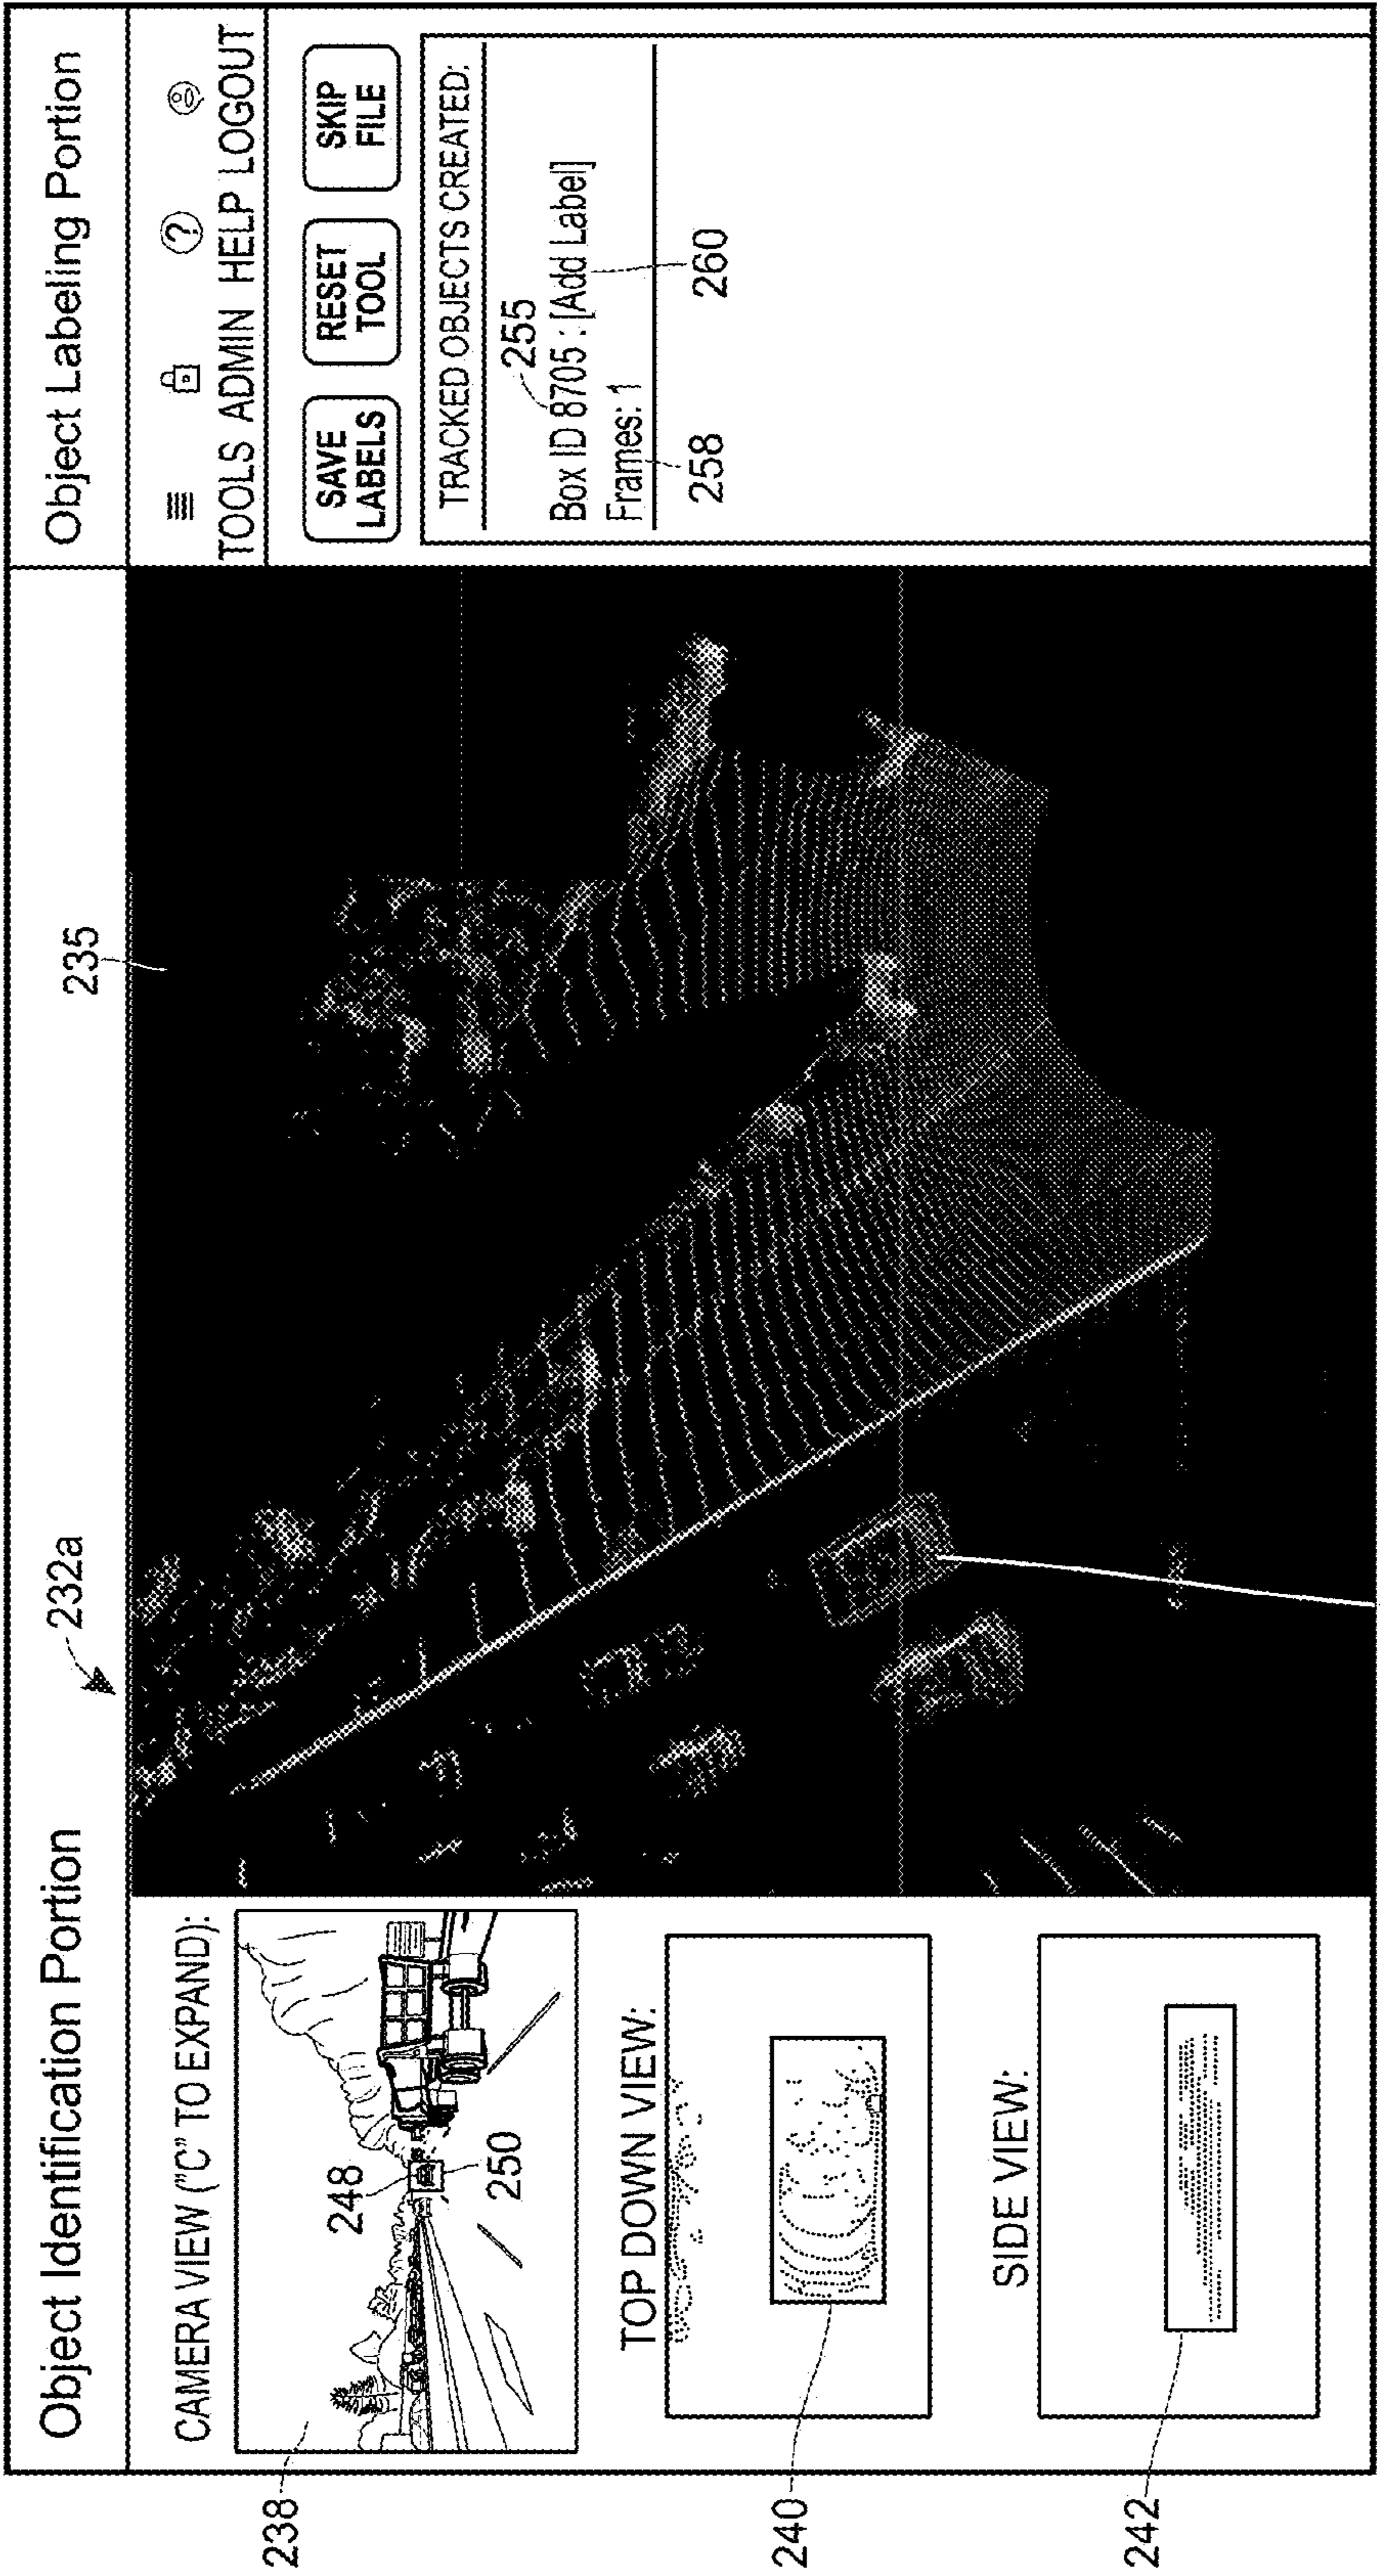 232a
235
Object Identification Portion
Object Labeling Portion
CAMERA VIEW ("C" TO EXPAND):
238
248
250
TOP DOWN VIEW:
240
SIDE VIEW:
242
TOOLS ADMIN HELP LOGOUT
SAVE
LABELS
RESET
TOOL
SKIP
FILE
TRACKED OBJECTS CREATED:
255
Box ID 8705 : [Add Label]
Frames: 1
258
260